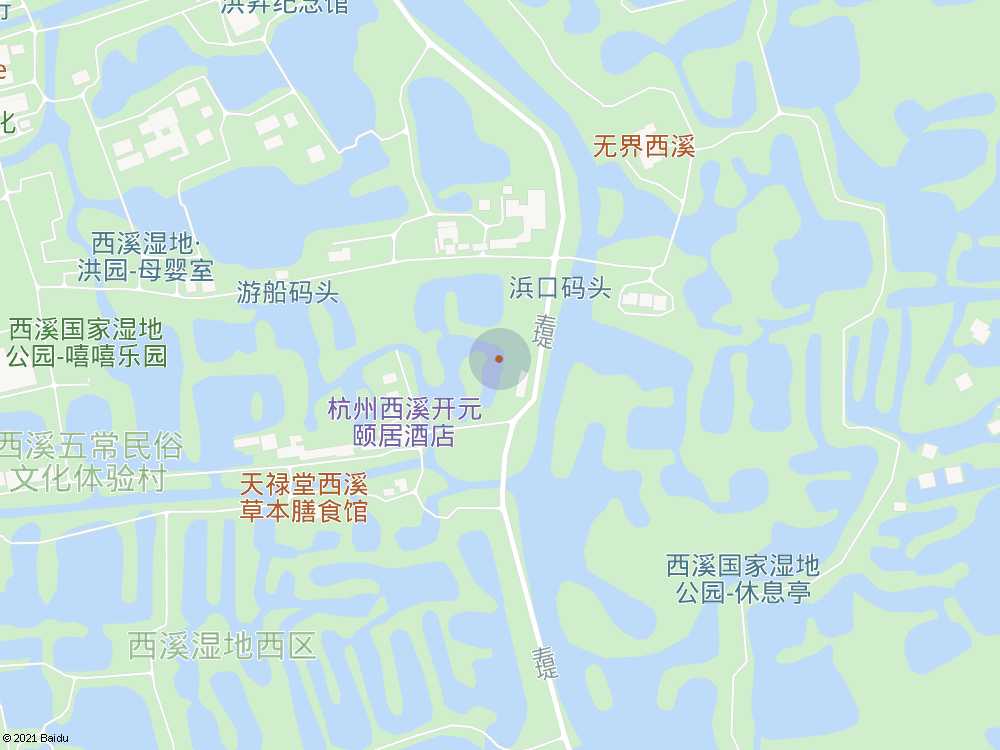 洪昇纪念馆
无界西溪
西溪湿地·
洪园-母婴室
游船码头
浜口码头
西溪国家湿地
公园-嘻嘻乐园
杭州西溪开元
颐居酒店
西溪五常民俗
文化体验村
天禄堂西溪
草本膳食馆
西溪国家湿地
公园-休息亭
西溪湿地西区
© 2021 Baidu